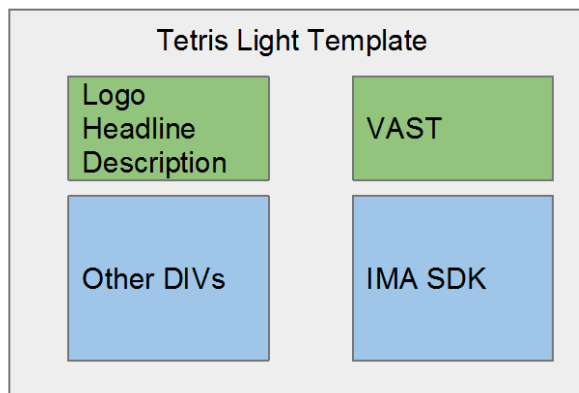 Tetris Light Template
Logo
Headline
Description
VAST
Other DIVs
IMA SDK